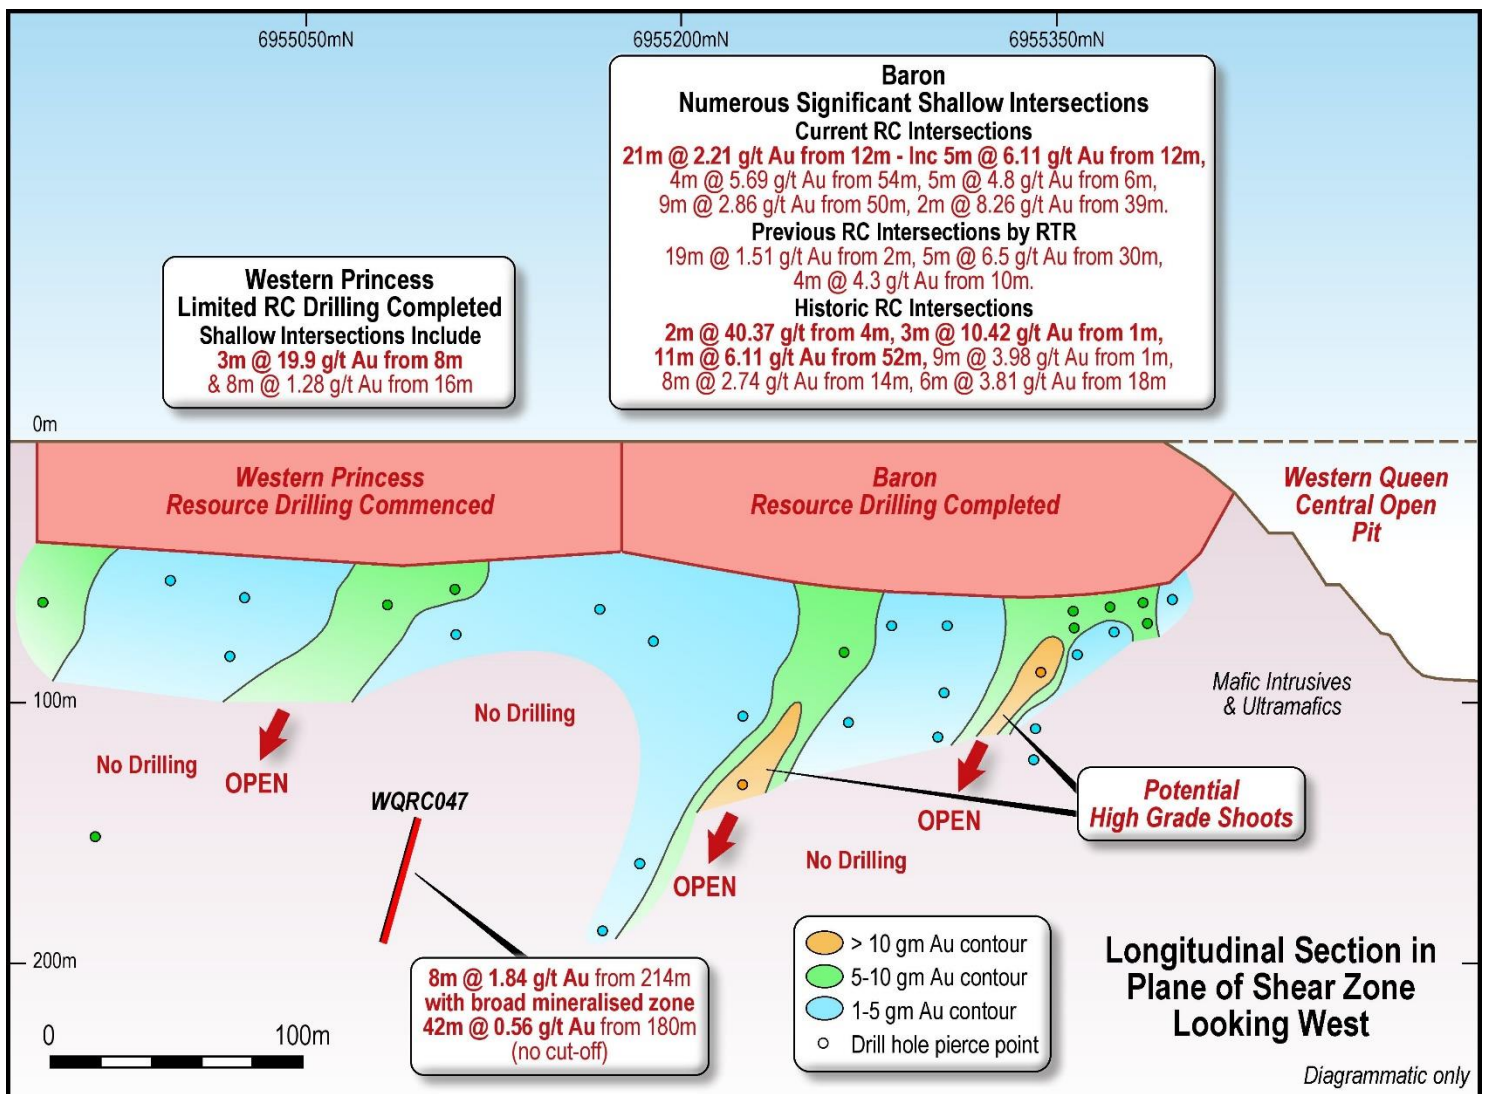 6955050mN
6955200mN
6955350mN
Baron
Numerous Significant Shallow Intersections
Current RC Intersections
21m @ 2.21 g/t Au from 12m - Inc 5m @ 6.11 g/t Au from 12m,
4m @ 5.69 g/t Au from 54m, 5m @ 4.8 g/t Au from 6m,
9m @ 2.86 g/t Au from 50m, 2m @ 8.26 g/t Au from 39m.
Previous RC Intersections by RTR
19m @ 1.51 g/t Au from 2m, 5m @ 6.5 g/t Au from 30m,
4m @ 4.3 g/t Au from 10m.
Historic RC Intersections
2m @ 40.37 g/t from 4m, 3m @ 10.42 g/t Au from 1m,
11m @ 6.11 g/t Au from 52m, 9m @ 3.98 g/t Au from 1m,
8m @ 2.74 g/t Au from 14m, 6m @ 3.81 g/t Au from 18m
Western Princess
Limited RC Drilling Completed
Shallow Intersections Include
3m @ 19.9 g/t Au from 8m
& 8m @ 1.28 g/t Au from 16m
0m
Western Princess
Resource Drilling Commenced
Baron
Resource Drilling Completed
Western Queen
Central Open
Pit
100m
No Drilling
No Drilling
OPEN
Mafic Intrusives
& Ultramafics
WQRC047
OPEN
OPEN
No Drilling
Potential
High Grade Shoots
200m
8m @ 1.84 g/t Au from 214m
with broad mineralised zone
42m @ 0.56 g/t Au from 180m
(no cut-off)
0 100m
> 10 gm Au contour
5-10 gm Au contour
1-5 gm Au contour
Drill hole pierce point
Longitudinal Section in
Plane of Shear Zone
Looking West
Diagrammatic only